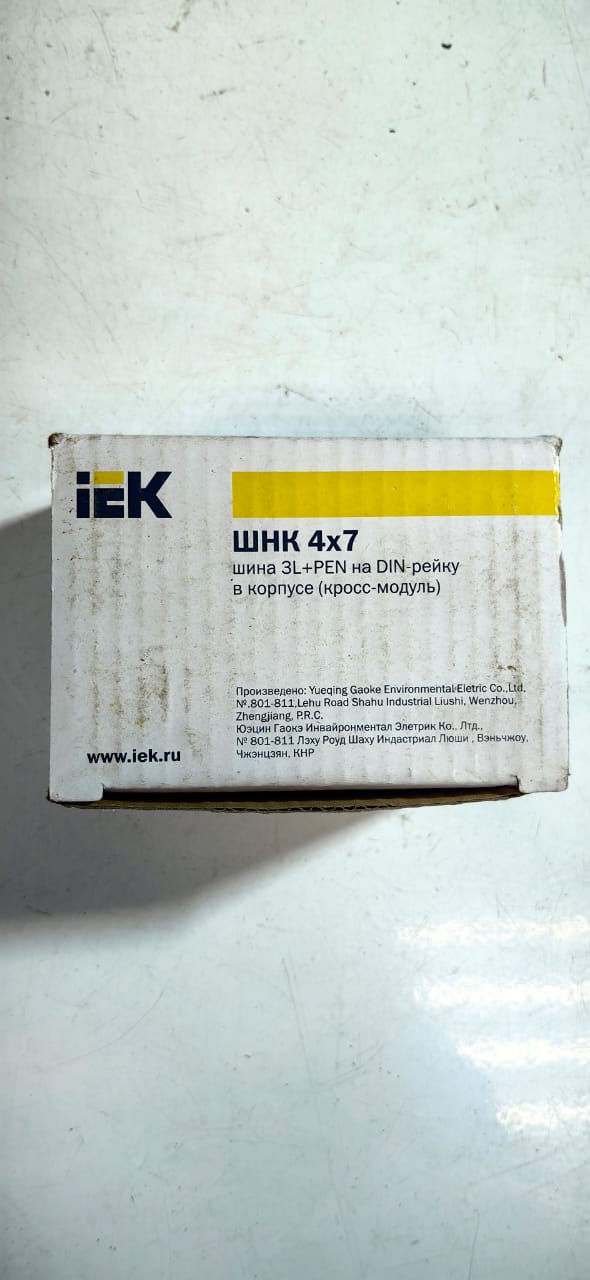 iEK
ШНК 4x7
шина 3L+PEN на DIN-рейку
в корпусе (кросс-модуль)
Произведено: Yueqing Gaoke Environmental Eletric Co.,Ltd,
№.801-811,Lehu Road Shahu Industrial Liushi, Wenzhou,
Zhengjiang, P.R.C.
Юэцин Гаокэ Инвайронментал Элетрик Ко., Лтд.,
№ 801-811 Лэху Роуд Шаху Индастриал Люши , Вэньчжоу,
Чжэнцзян, КНР
www.iek.ru